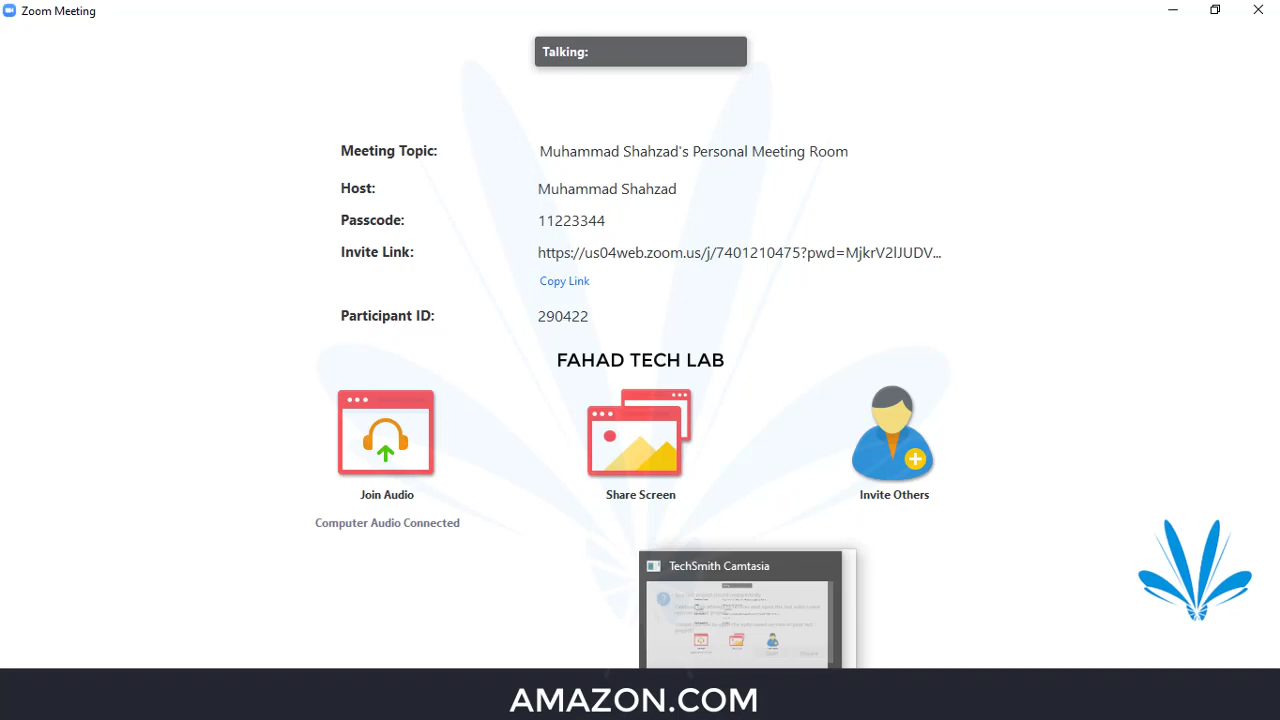 Zoom Meeting
Talking:
Meeting Topic: Muhammad Shahzad's Personal Meeting Room
Host: Muhammad Shahzad
Passcode: 11223344
Invite Link: https://us04web.zoom.us/j/7401210475?pwd=MjkrV2lJUDV...
Copy Link
Participant ID: 290422
FAHAD TECH LAB
Join Audio Share Screen Invite Others
Computer Audio Connected
TechSmith Camtasia
AMAZON.COM